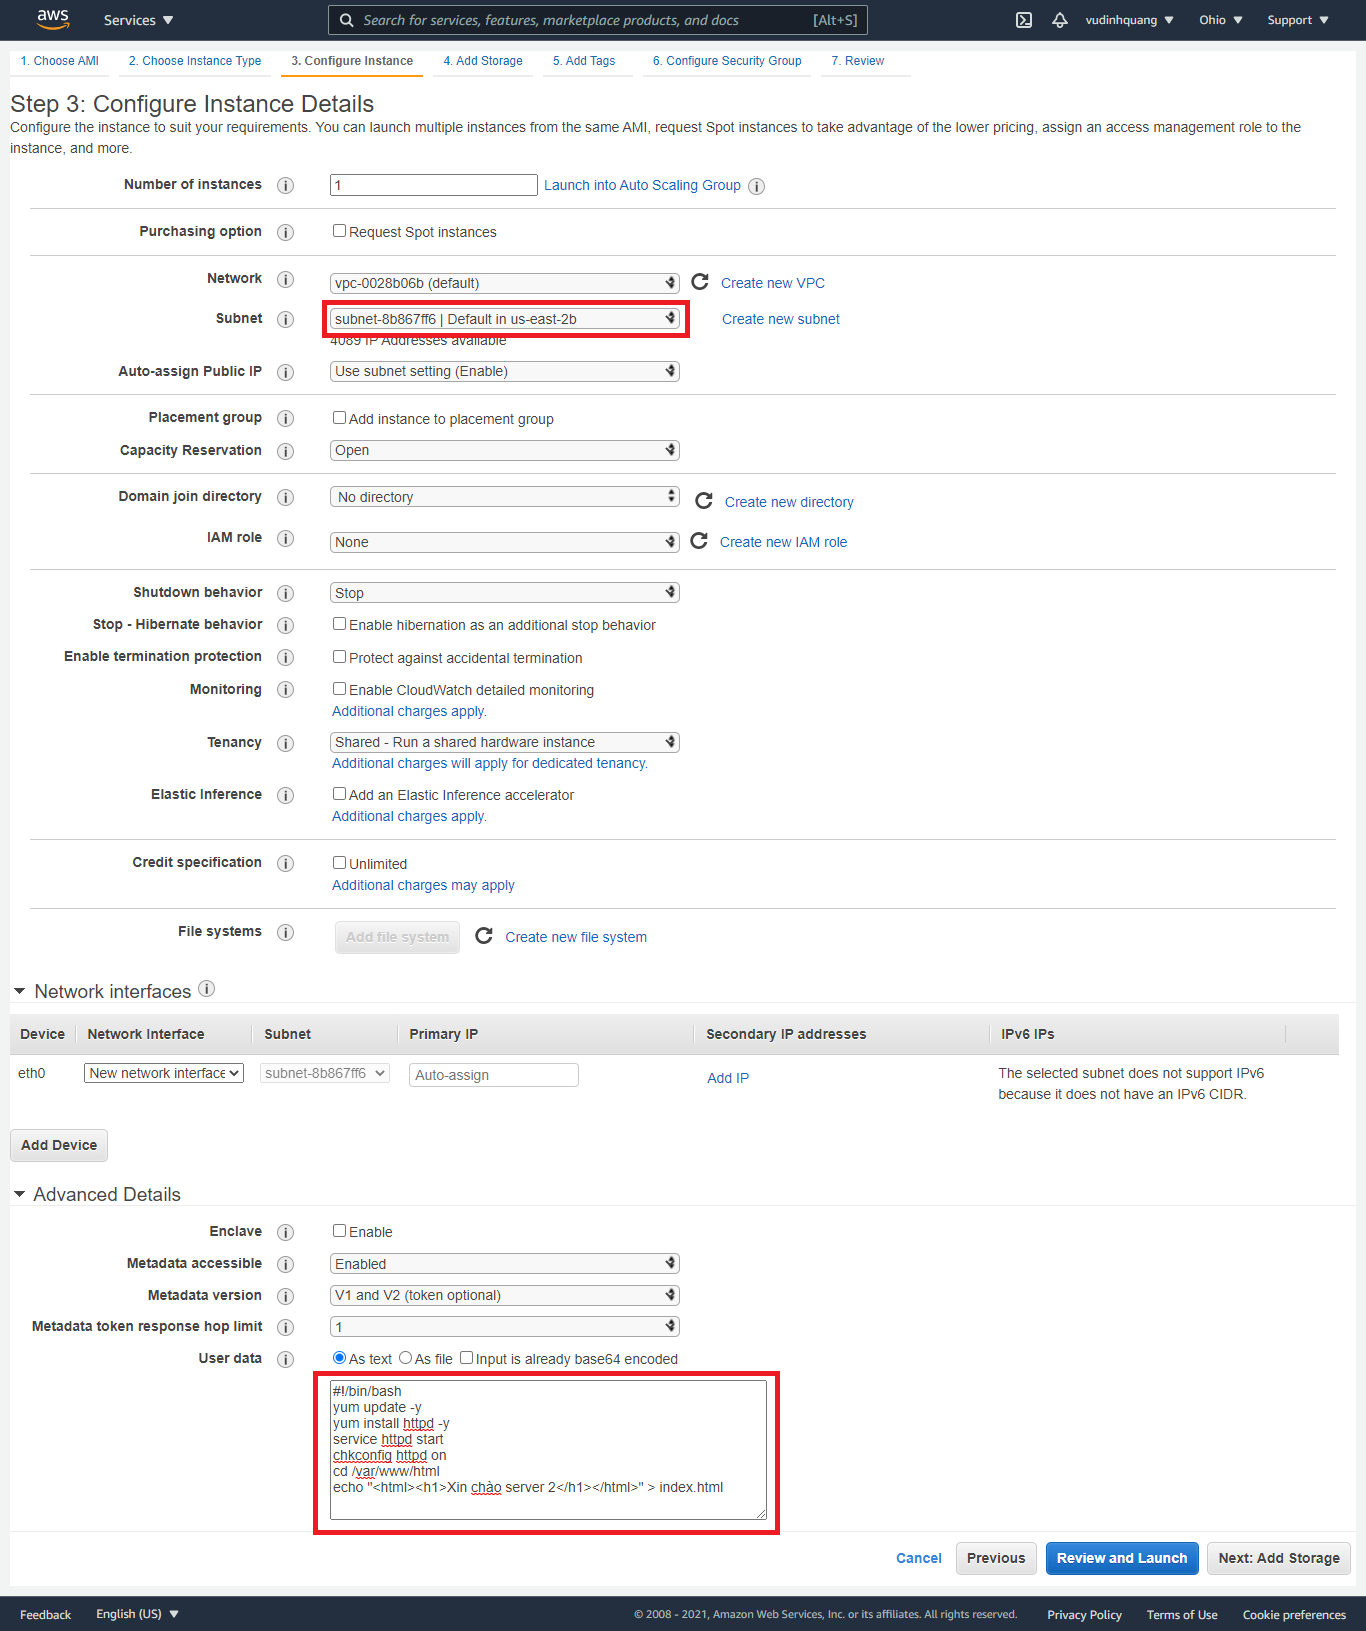 aws
Services
Search for services, features, marketplace products, and docs
[Alt+S]
vudinhquang
Ohio
Support
1. Choose AMI
2. Choose Instance Type
3. Configure Instance
4. Add Storage
5. Add Tags
6. Configure Security Group
7. Review
Step 3: Configure Instance Details
Configure the instance to suit your requirements. You can launch multiple instances from the same AMI, request Spot instances to take advantage of the lower pricing, assign an access management role to the
instance, and more.
Number of instances
1
Launch into Auto Scaling Group
Purchasing option
Request Spot instances
Network
vpc-0028b06b (default)
Create new VPC
Subnet
subnet-8b867ff6 | Default in us-east-2b
Create new subnet
4089 IP Addresses available
Auto-assign Public IP
Use subnet setting (Enable)
Placement group
Add instance to placement group
Capacity Reservation
Open
Domain join directory
No directory
Create new directory
IAM role
None
Create new IAM role
Shutdown behavior
Stop
Stop - Hibernate behavior
Enable hibernation as an additional stop behavior
Enable termination protection
Protect against accidental termination
Monitoring
Enable CloudWatch detailed monitoring
Additional charges apply.
Tenancy
Shared - Run a shared hardware instance
Additional charges will apply for dedicated tenancy.
Elastic Inference
Add an Elastic Inference accelerator
Additional charges apply.
Credit specification
Unlimited
Additional charges may apply
File systems
Add file system
Create new file system
Network interfaces
Device
Network Interface
Subnet
Primary IP
Secondary IP addresses
IPv6 IPs
eth0
New network interface
subnet-8b867ff6
Auto-assign
Add IP
The selected subnet does not support IPv6
because it does not have an IPv6 CIDR.
Add Device
Advanced Details
Enclave
Enable
Metadata accessible
Enabled
Metadata version
V1 and V2 (token optional)
Metadata token response hop limit
1
User data
As text
As file
Input is already base64 encoded
#!/bin/bash
yum update -y
yum install httpd -y
service httpd start
chkconfig httpd on
cd /var/www/html
echo "<html><h1>Xin chào server 2</h1></html>" > index.html
Cancel
Previous
Review and Launch
Next: Add Storage
Feedback
English (US)
© 2008 - 2021, Amazon Web Services, Inc. or its affiliates. All rights reserved.
Privacy Policy
Terms of Use
Cookie preferences